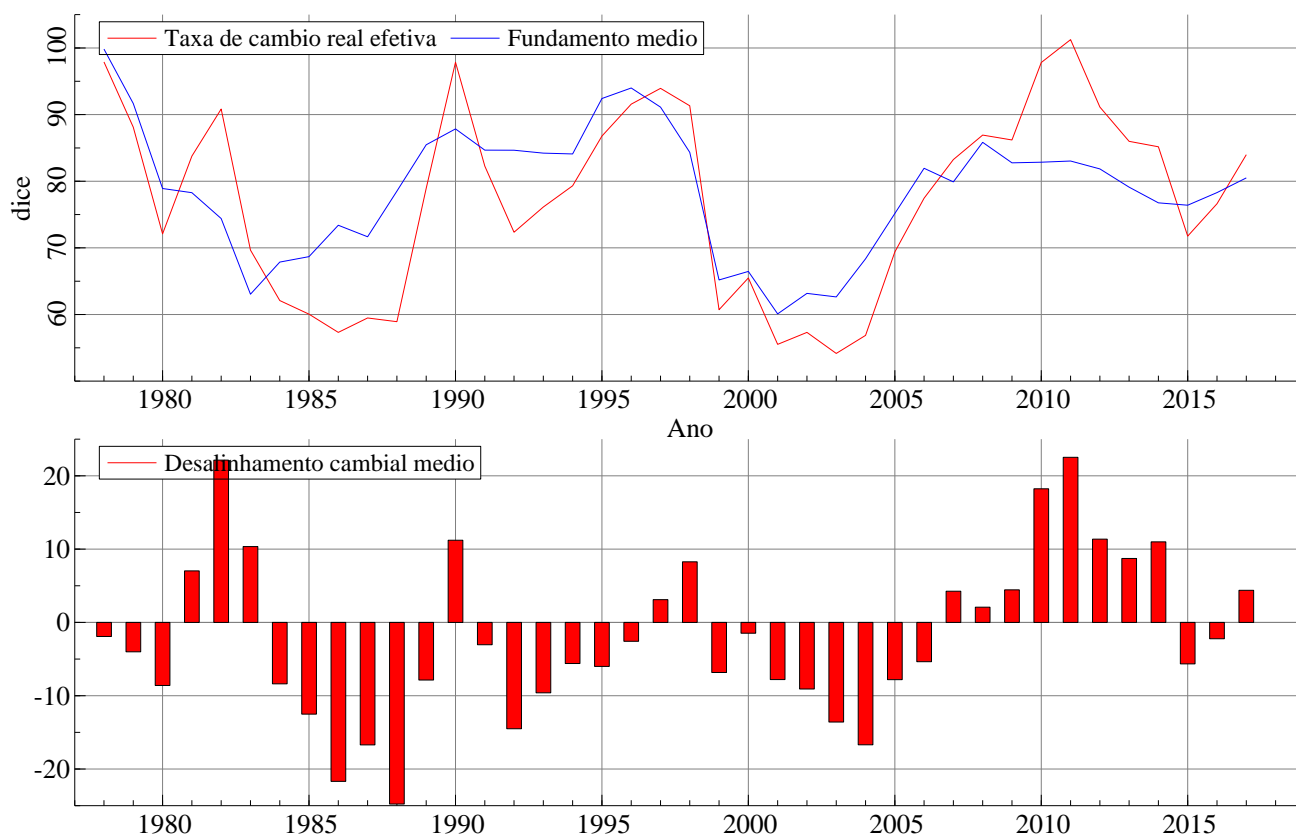 Taxa de cambio real efetiva Fundamento medio
100
90
80
70
60
dice
1980 1985 1990 1995 2000 2005 2010 2015
Ano
Desalinhamento cambial medio
20
10
0
-10
-20
1980 1985 1990 1995 2000 2005 2010 2015